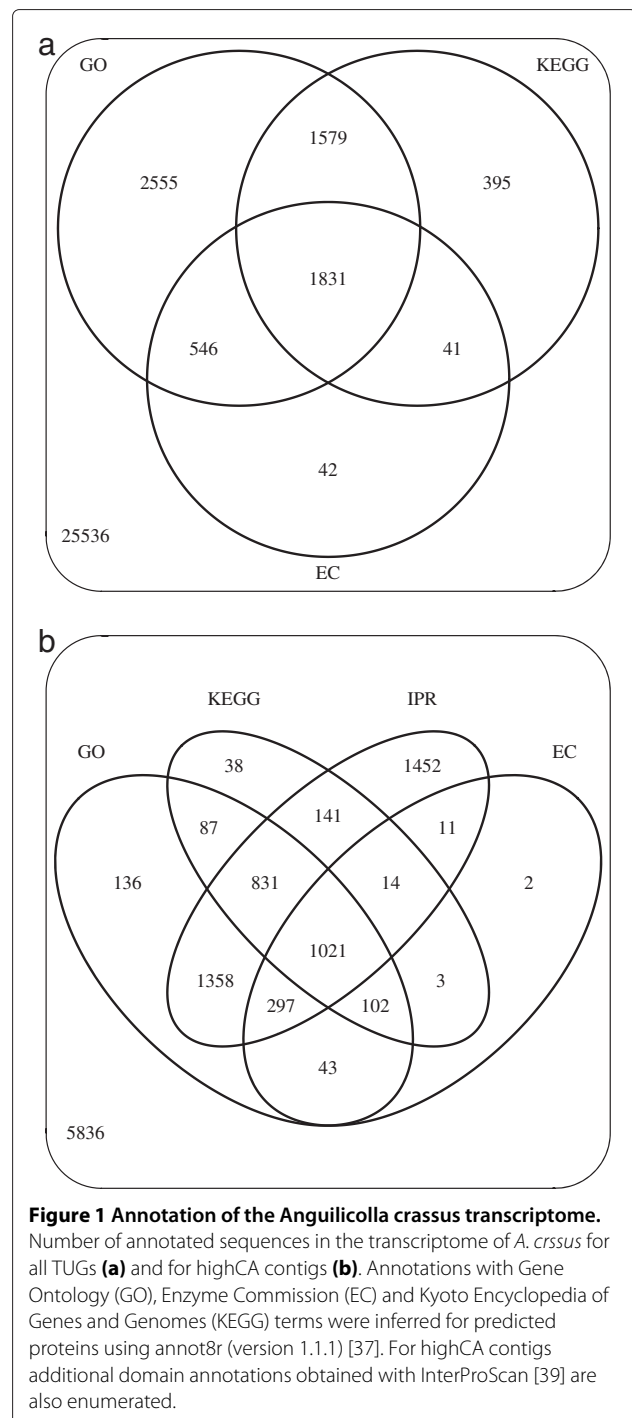 a
GO
KEGG
1579
2555
395
1831
546
41
42
25536
EC
b
KEGG
IPR
GO
EC
38
1452
87
141
11
136
831
14
2
1021
1358
3
297
102
43
5836
Figure 1 Annotation of the Anguilicolla crassus transcriptome.
Number of annotated sequences in the transcriptome of A. crssus for
all TUGs (a) and for highCA contigs (b). Annotations with Gene
Ontology (GO), Enzyme Commission (EC) and Kyoto Encyclopedia of
Genes and Genomes (KEGG) terms were inferred for predicted
proteins using annot8r (version 1.1.1) [37]. For highCA contigs
additional domain annotations obtained with InterProScan [39] are
also enumerated.